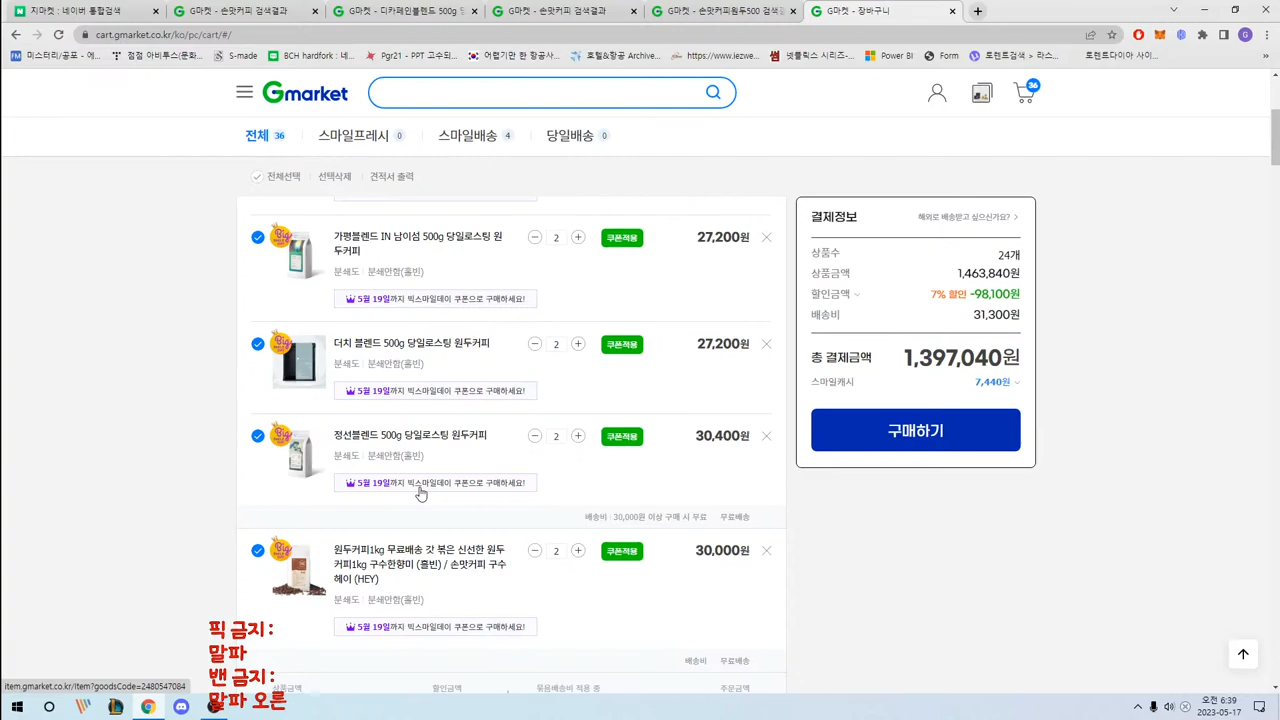 지마켓 : 네이버 통합검색
G마켓 - 손맛커피 검색결과
G마켓 - 디카페인블렌드 500
G마켓 - 손맛커피 검색결과
G마켓 - 손맛커피원두500 검색결
G마켓 - 장바구니
cart.gmarket.co.kr/ko/pc/cart/#/
미스터리/공포 - e...
점점 어비투스(문화...
S-made
BCH hardfork : 네...
Pgr21 - PPT 고수되...
어렵기만 한 항공사...
호텔&항공 Archive...
https://www.lezwe...
넷플릭스 시리즈...
Power BI
Form
토렌트검색 > 라스...
토렌트다이아 사이...
»
Gmarket
36
전체 36
스마일프레시 0
스마일배송 4
당일배송 0
전체선택
선택삭제
견적서 출력
가평블렌드 IN 남이섬 500g 당일로스팅 원
두커피
2
쿠폰적용
27,200원
분쇄도 분쇄안함(홀빈)
5월 19일까지 빅스마일데이 쿠폰으로 구매하세요!
더치 블렌드 500g 당일로스팅 원두커피
2
쿠폰적용
27,200원
분쇄도 분쇄안함(홀빈)
5월 19일까지 빅스마일데이 쿠폰으로 구매하세요!
정선블렌드 500g 당일로스팅 원두커피
2
쿠폰적용
30,400원
분쇄도 분쇄안함(홀빈)
5월 19일까지 빅스마일데이 쿠폰으로 구매하세요!
배송비 : 30,000원 이상 구매 시 무료 무료배송
원두커피1kg 무료배송 갓 볶은 신선한 원두
커피1kg 구수한향미 (홀빈) / 손맛커피 구수
헤이 (HEY)
2
쿠폰적용
30,000원
분쇄도 분쇄안함(홀빈)
5월 19일까지 빅스마일데이 쿠폰으로 구매하세요!
배송비 무료배송
상품금액
할인금액
묶음배송비 적용 중
주문금액
결제정보
해외로 배송받고 싶으신가요?
상품수 24개
상품금액 1,463,840원
할인금액 7% 할인 -98,100원
배송비 31,300원
총 결제금액 1,397,040원
스마일캐시 7,440원
구매하기
픽 금지 :
말파
밴 금지 :
말파 오른
item.gmarket.co.kr/Item?goodsCode=2480547084
오전 6:39
2023-05-17